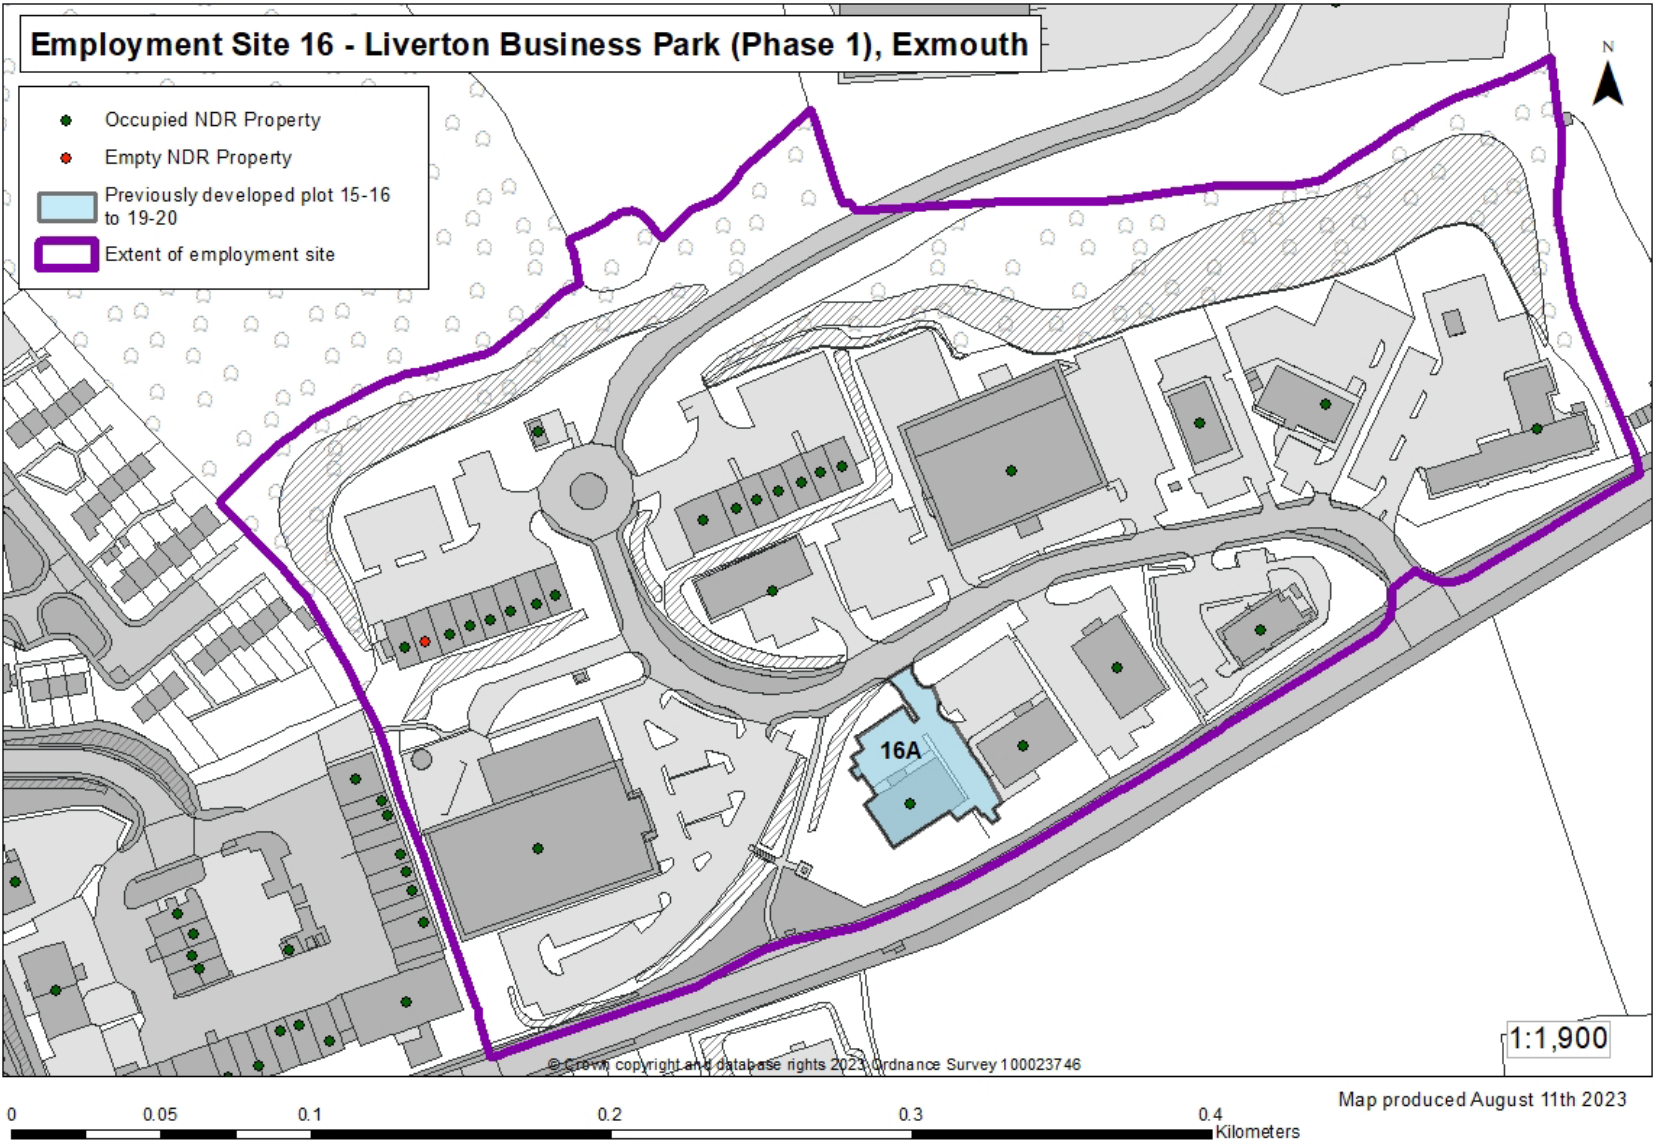 Employment Site 16 - Liverton Business Park (Phase 1), Exmouth
N
Occupied NDR Property
Empty NDR Property
Previously developed plot 15-16
to 19-20
Extent of employment site
16A
1:1,900
© Crown copyright and database rights 2023 Ordnance Survey 100023746
Map produced August 11th 2023
0 0.05 0.1 0.2 0.3 0.4
Kilometers